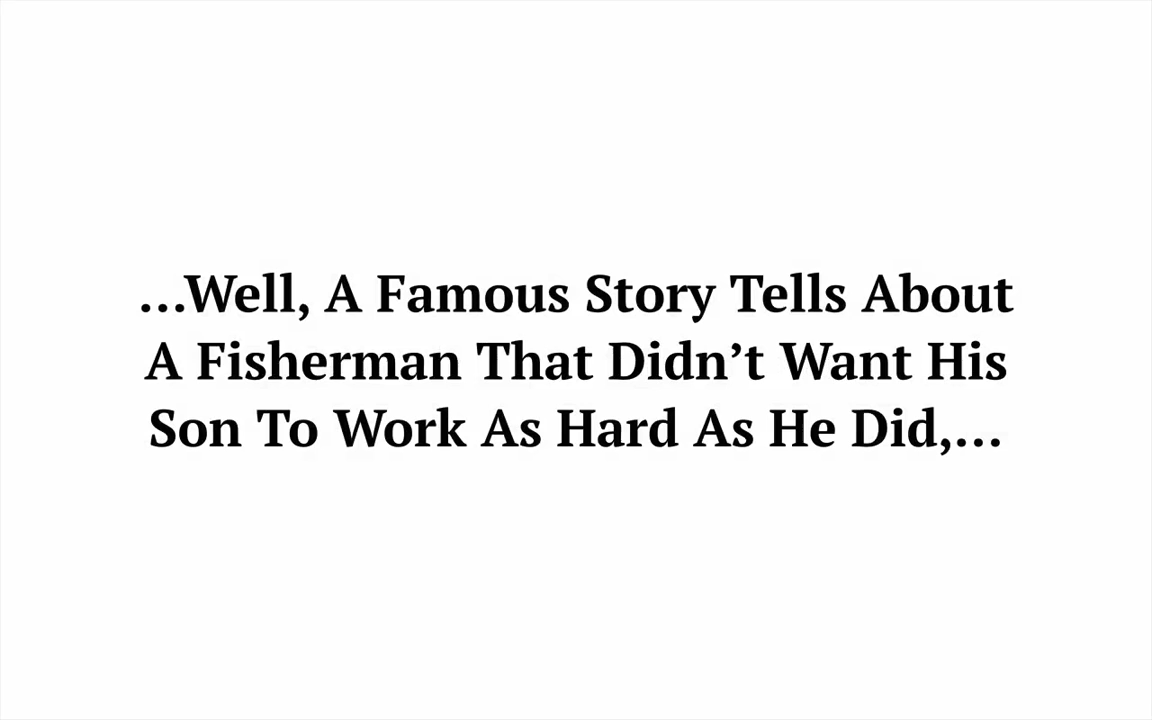 ...Well, A Famous Story Tells About
A Fisherman That Didn’t Want His
Son To Work As Hard As He Did,...